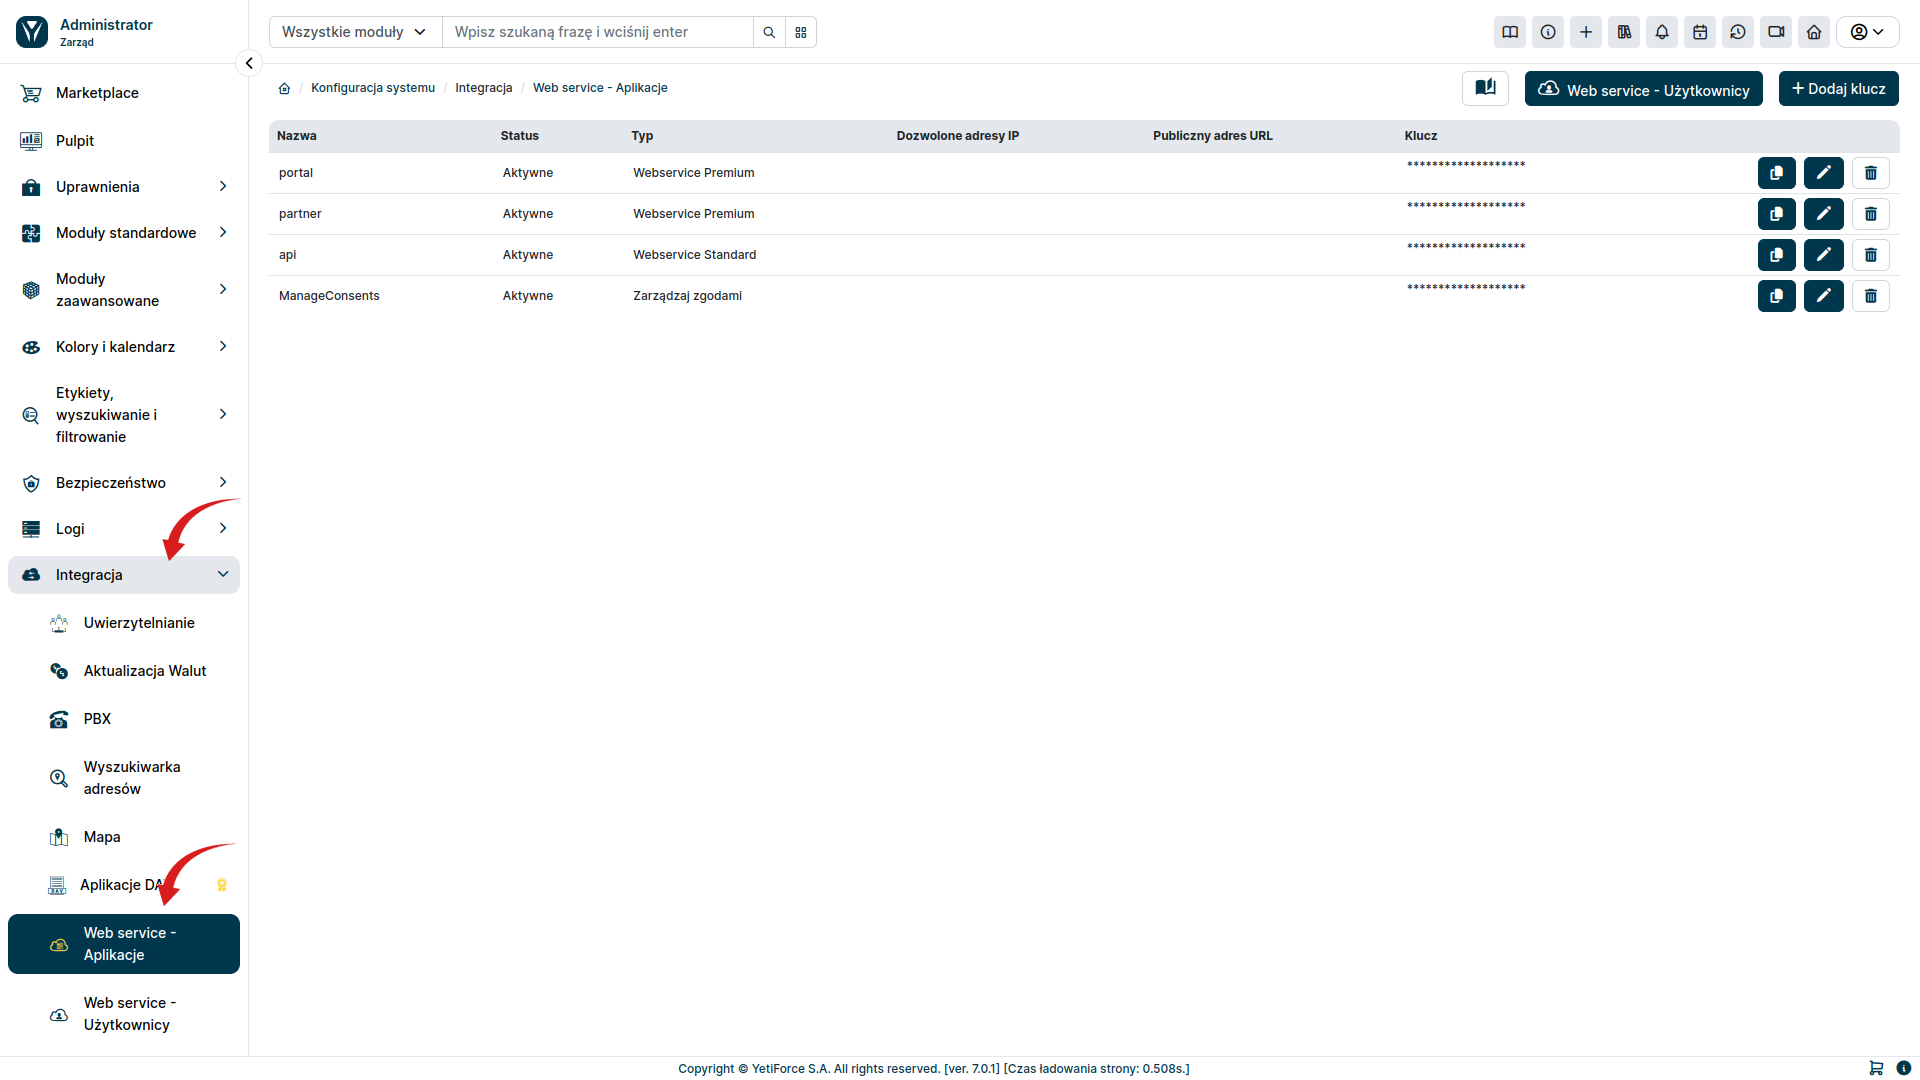 Administrator
Zarząd
Wszystkie moduły
Wpisz szukaną frazę i wciśnij enter
Marketplace
Pulpit
Uprawnienia
Moduły standardowe
Moduły
zaawansowane
Kolory i kalendarz
Etykiety,
wyszukiwanie i
filtrowanie
Bezpieczeństwo
Logi
Integracja
Uwierzytelnianie
Aktualizacja Walut
PBX
Wyszukiwarka
adresów
Mapa
Aplikacje
Web service -
Aplikacje
Web service -
Użytkownicy
/ Konfiguracja systemu / Integracja / Web service - Aplikacje
Web service - Użytkownicy
+ Dodaj klucz
Nazwa Status Typ Dozwolone adresy IP Publiczny adres URL Klucz
portal Aktywne Webservice Premium *******************
partner Aktywne Webservice Premium *******************
api Aktywne Webservice Standard *******************
ManageConsents Aktywne Zarządzaj zgodami *******************
Copyright © YetiForce S.A. All rights reserved. [ver. 7.0.1] [Czas ładowania strony: 0.508s.]